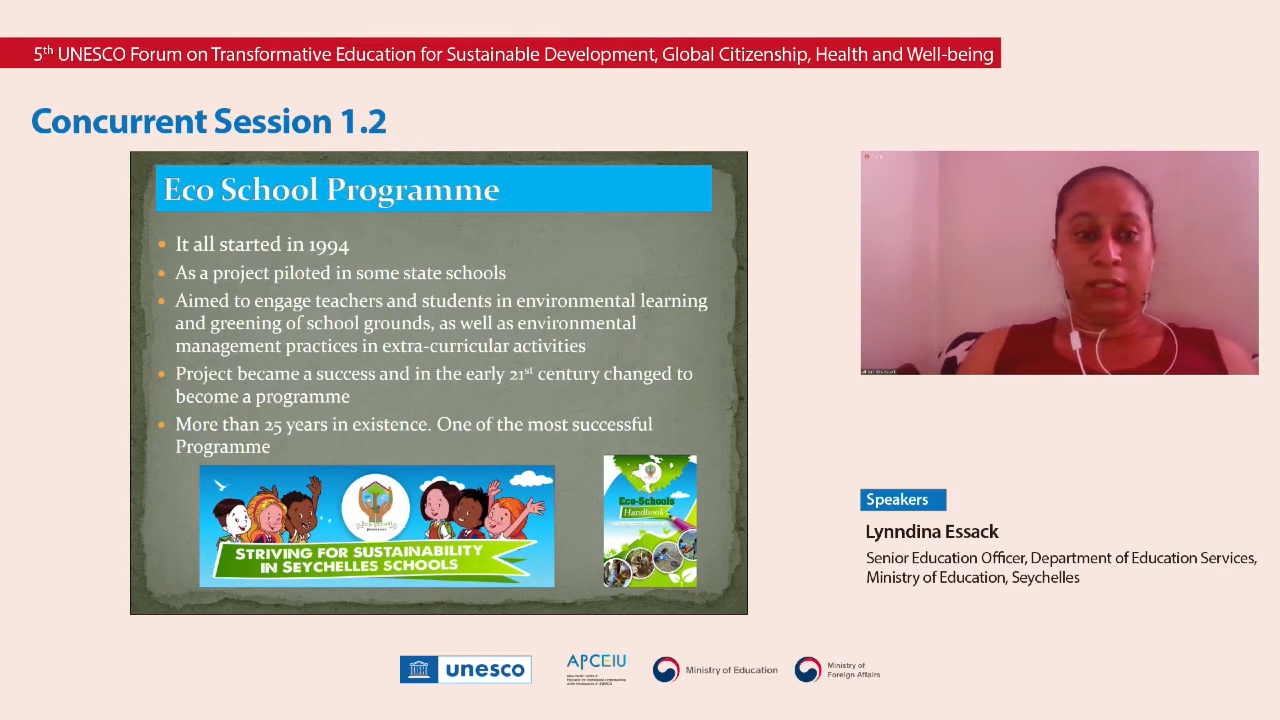 5th UNESCO Forum on Transformative Education for Sustainable Development, Global Citizenship, Health and Well-being
Concurrent Session 1.2
Eco School Programme
It all started in 1994
As a project piloted in some state schools
Aimed to engage teachers and students in environmental learning
and greening of school grounds, as well as environmental
management practices in extra-curricular activities
Project became a success and in the early 21st century changed to
become a programme
More than 25 years in existence. One of the most successful
Programme
STRIVING FOR SUSTAINABILITY
IN SEYCHELLES SCHOOLS
Eco-Schools
Handbook
Speakers
Lynndina Essack
Senior Education Officer, Department of Education Services,
Ministry of Education, Seychelles
unesco
APCEIU
Ministry of Education
Ministry of
Foreign Affairs